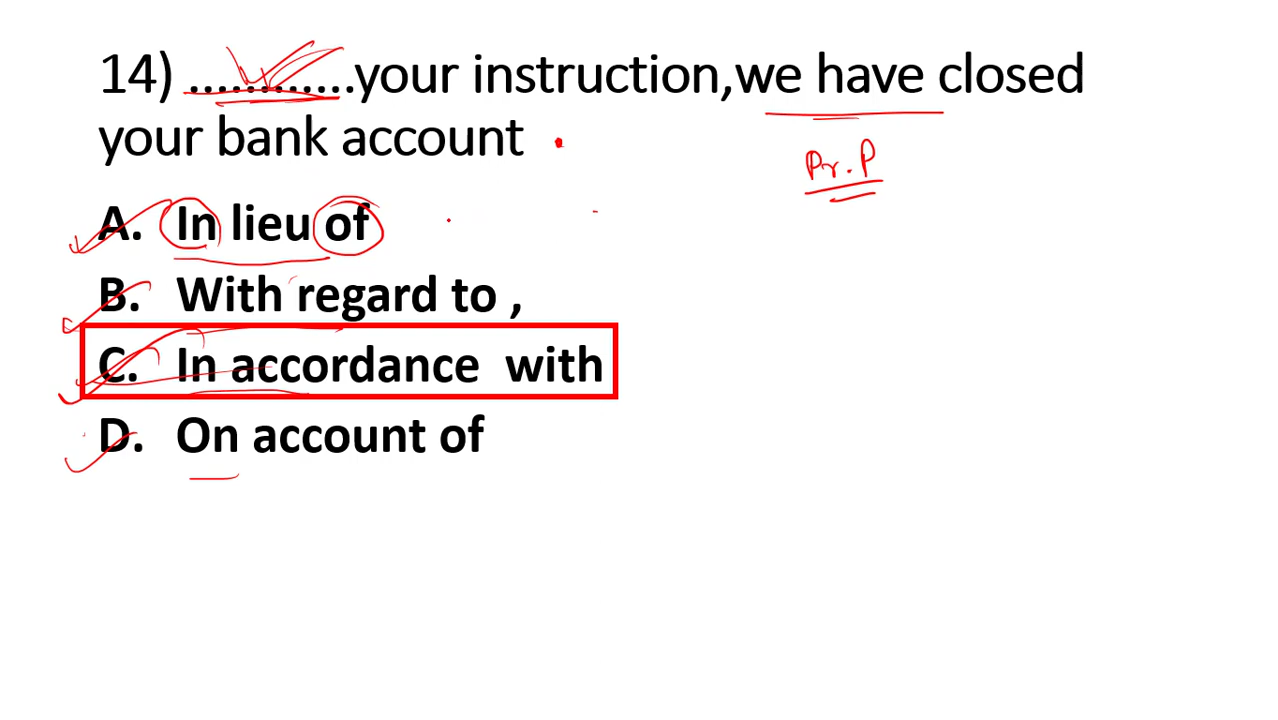 14) ............your instruction,we have closed
your bank account .
Pr. P
A. In lieu of
B. With regard to ,
C. In accordance with
D. On account of